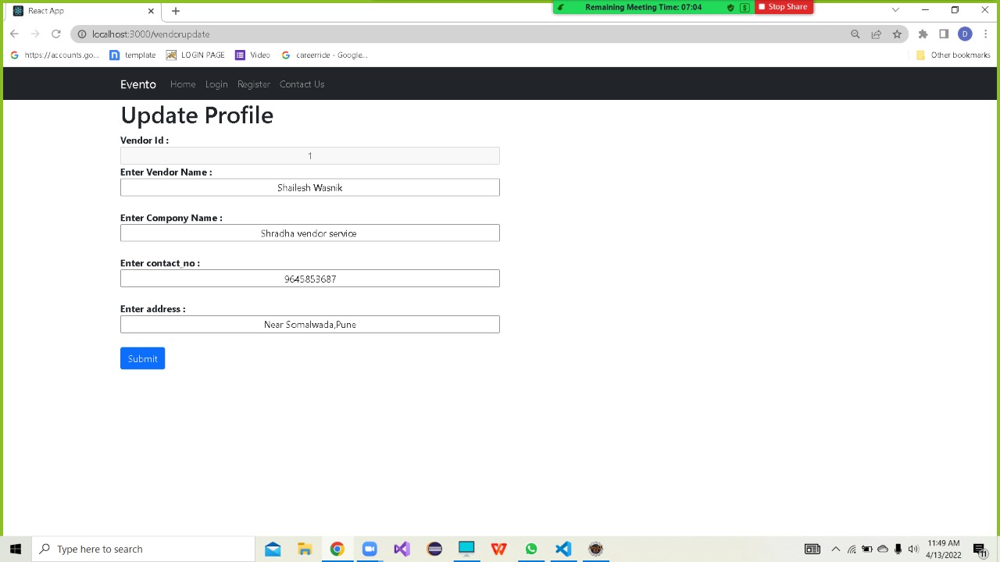 React App
Remaining Meeting Time: 07:04
Stop Share
localhost:3000/vendorupdate
D
https://accounts.go...
template
LOGIN PAGE
Video
careerride - Google...
Other bookmarks
Evento
Home
Login
Register
Contact Us
Update Profile
Vendor Id :
1
Enter Vendor Name :
Shailesh Wasnik
Enter Compony Name :
Shradha vendor service
Enter contact_no :
9645853687
Enter address :
Near Somalwada,Pune
Submit
Type here to search
11:49 AM
4/13/2022
11